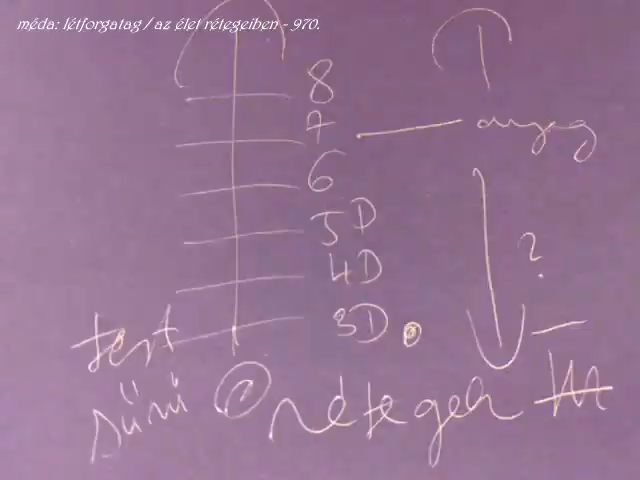 méda: létforgatag / az élet rétegeiben - 970.
8
7 — anyag
6
5D
4D ?
3D
test
sűrű rétegek